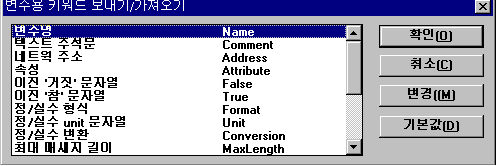 변수용 키워드 보내기/가져오기
변수명 Name
텍스트 주석문 Comment
네트웍 주소 Address
속성 Attribute
이진 '거짓' 문자열 False
이진 '참' 문자열 True
정/실수 형식 Format
정/실수 unit 문자열 Unit
정/실수 변환 Conversion
최대 메세지 길이 MaxLength
확인(O)
취소(C)
변경((M)
기본값(D)